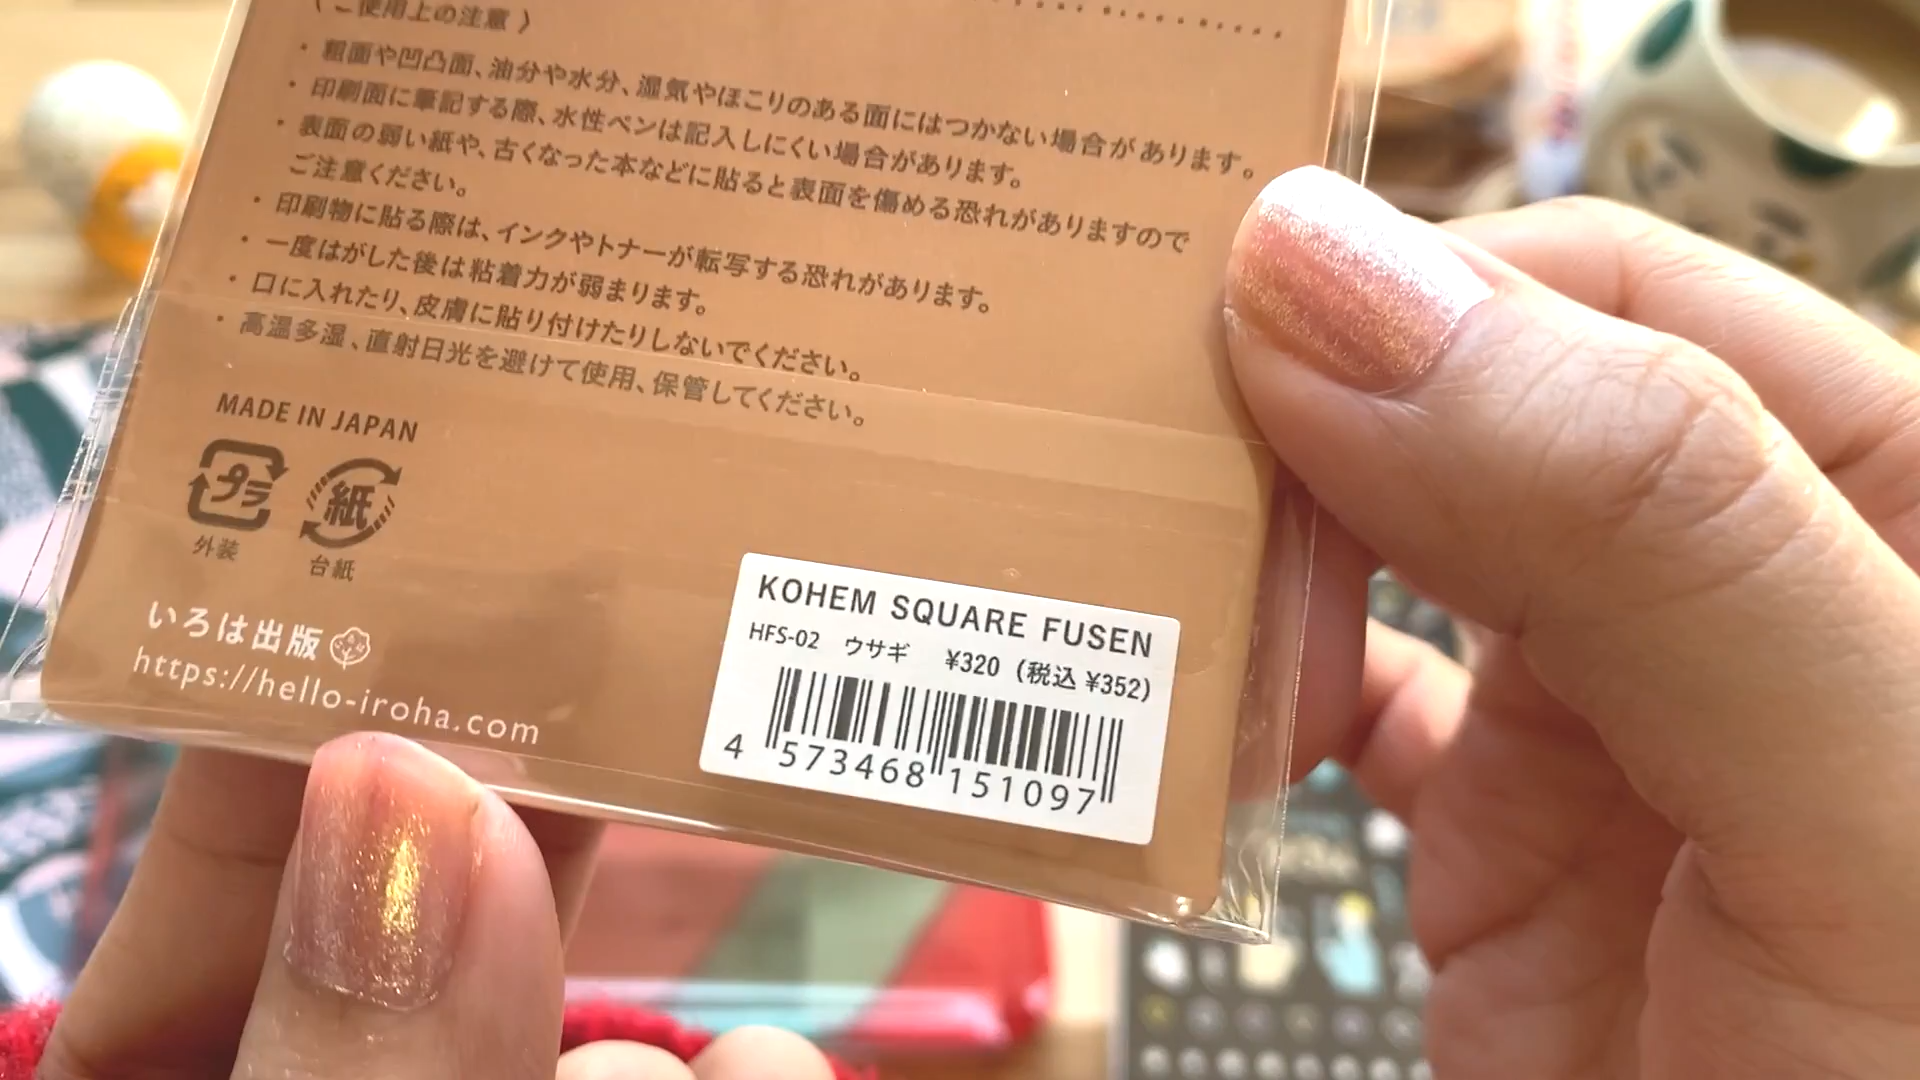 〈ご使用上の注意〉
・粗面や凹凸面、油分や水分、湿気やほこりのある面にはつかない場合があります。
・印刷面に筆記する際、水性ペンは記入しにくい場合があります。
・表面の弱い紙や、古くなった本などに貼ると表面を傷める恐れがありますので
ご注意ください。
・印刷物に貼る際は、インクやトナーが転写する恐れがあります。
・一度はがした後は粘着力が弱まります。
・口に入れたり、皮膚に貼り付けたりしないでください。
・高温多湿、直射日光を避けて使用、保管してください。
MADE IN JAPAN
プラ 紙
外装 台紙
いろは出版
https://hello-iroha.com
KOHEM SQUARE FUSEN
HFS-02 ウサギ ¥320（税込 ¥352）
4 573468 151097